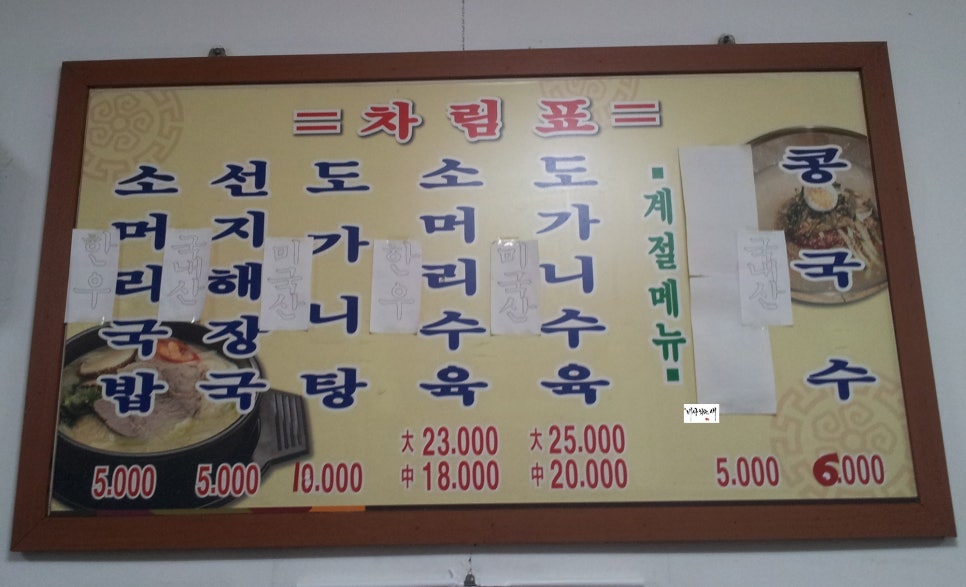 =차림표=
한우
소머리국밥
5.000
국내산
선지해장국
5.000
미국산
도가니탕
10.000
한우
소머리수육
大 23.000
中 18.000
미국산
도가니수육
大 25.000
中 20.000
▪계절메뉴▪
5.000
국내산
콩국수
6.000